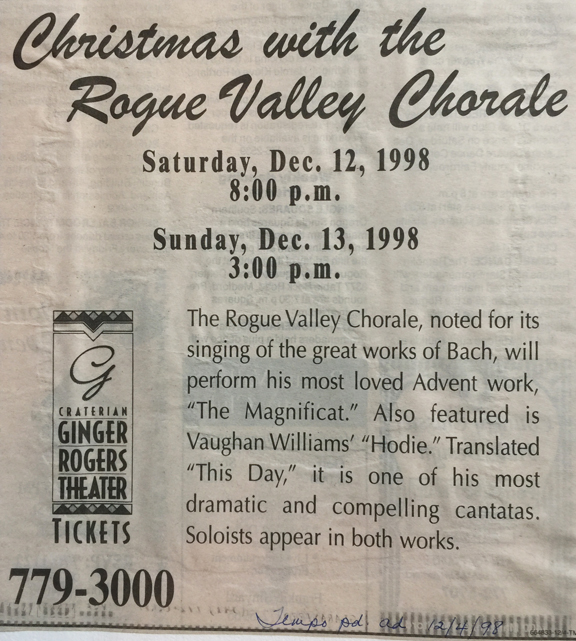 Christmas with the
Rogue Valley Chorale
Saturday, Dec. 12, 1998
8:00 p.m.
Sunday, Dec. 13, 1998
3:00 p.m.
The Rogue Valley Chorale, noted for its
singing of the great works of Bach, will
perform his most loved Advent work,
“The Magnificat.” Also featured is
Vaughan Williams’ “Hodie.” Translated
“This Day,” it is one of his most
dramatic and compelling cantatas.
Soloists appear in both works.
G
CRATERIAN
GINGER
ROGERS
THEATER
TICKETS
779-3000
Tempo pd ad 12/4/98